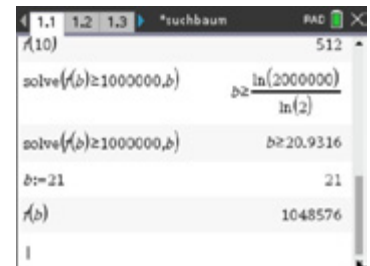 1.1 1.2 1.3 *suchbaum RAD
f(10) 512
solve(f(b)≥1000000,b) b≥ln(2000000)/ln(2)
solve(f(b)≥1000000,b) b≥20.9316
b:=21 21
f(b) 1048576